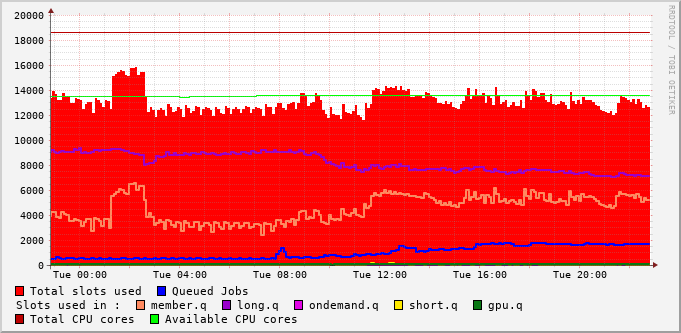 20000
18000
16000
14000
12000
10000
8000
6000
4000
2000
0
Tue 00:00 Tue 04:00 Tue 08:00 Tue 12:00 Tue 16:00 Tue 20:00
Total slots used Queued Jobs
Slots used in : member.q long.q ondemand.q short.q gpu.q
Total CPU cores Available CPU cores
RRDTOOL / TOBI OETIKER